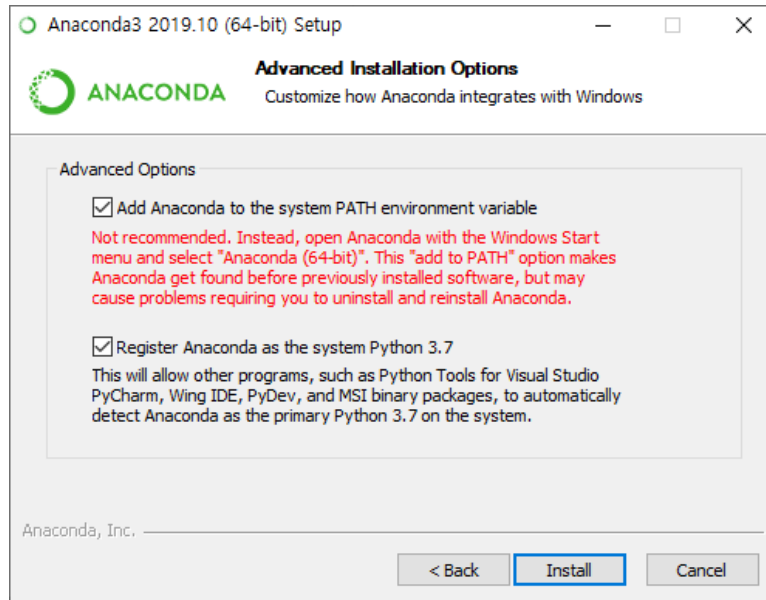 Anaconda3 2019.10 (64-bit) Setup
ANACONDA
Advanced Installation Options
Customize how Anaconda integrates with Windows
Advanced Options
Add Anaconda to the system PATH environment variable
Not recommended. Instead, open Anaconda with the Windows Start
menu and select "Anaconda (64-bit)". This "add to PATH" option makes
Anaconda get found before previously installed software, but may
cause problems requiring you to uninstall and reinstall Anaconda.
Register Anaconda as the system Python 3.7
This will allow other programs, such as Python Tools for Visual Studio
PyCharm, Wing IDE, PyDev, and MSI binary packages, to automatically
detect Anaconda as the primary Python 3.7 on the system.
Anaconda, Inc.
< Back
Install
Cancel